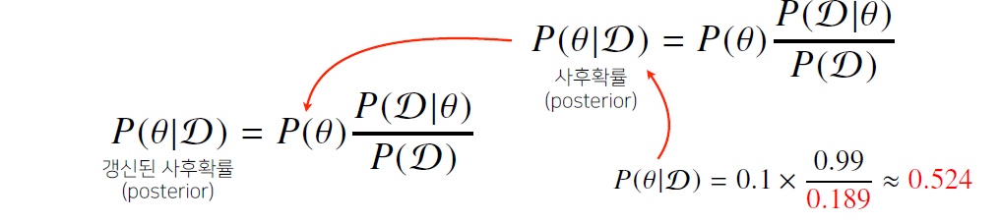 P(θ|𝒟) = P(θ) P(𝒟|θ) / P(𝒟)
사후확률
(posterior)
P(θ|𝒟) = P(θ) P(𝒟|θ) / P(𝒟)
갱신된 사후확률
(posterior)
P(θ|𝒟) = 0.1 × 0.99 / 0.189 ≈ 0.524